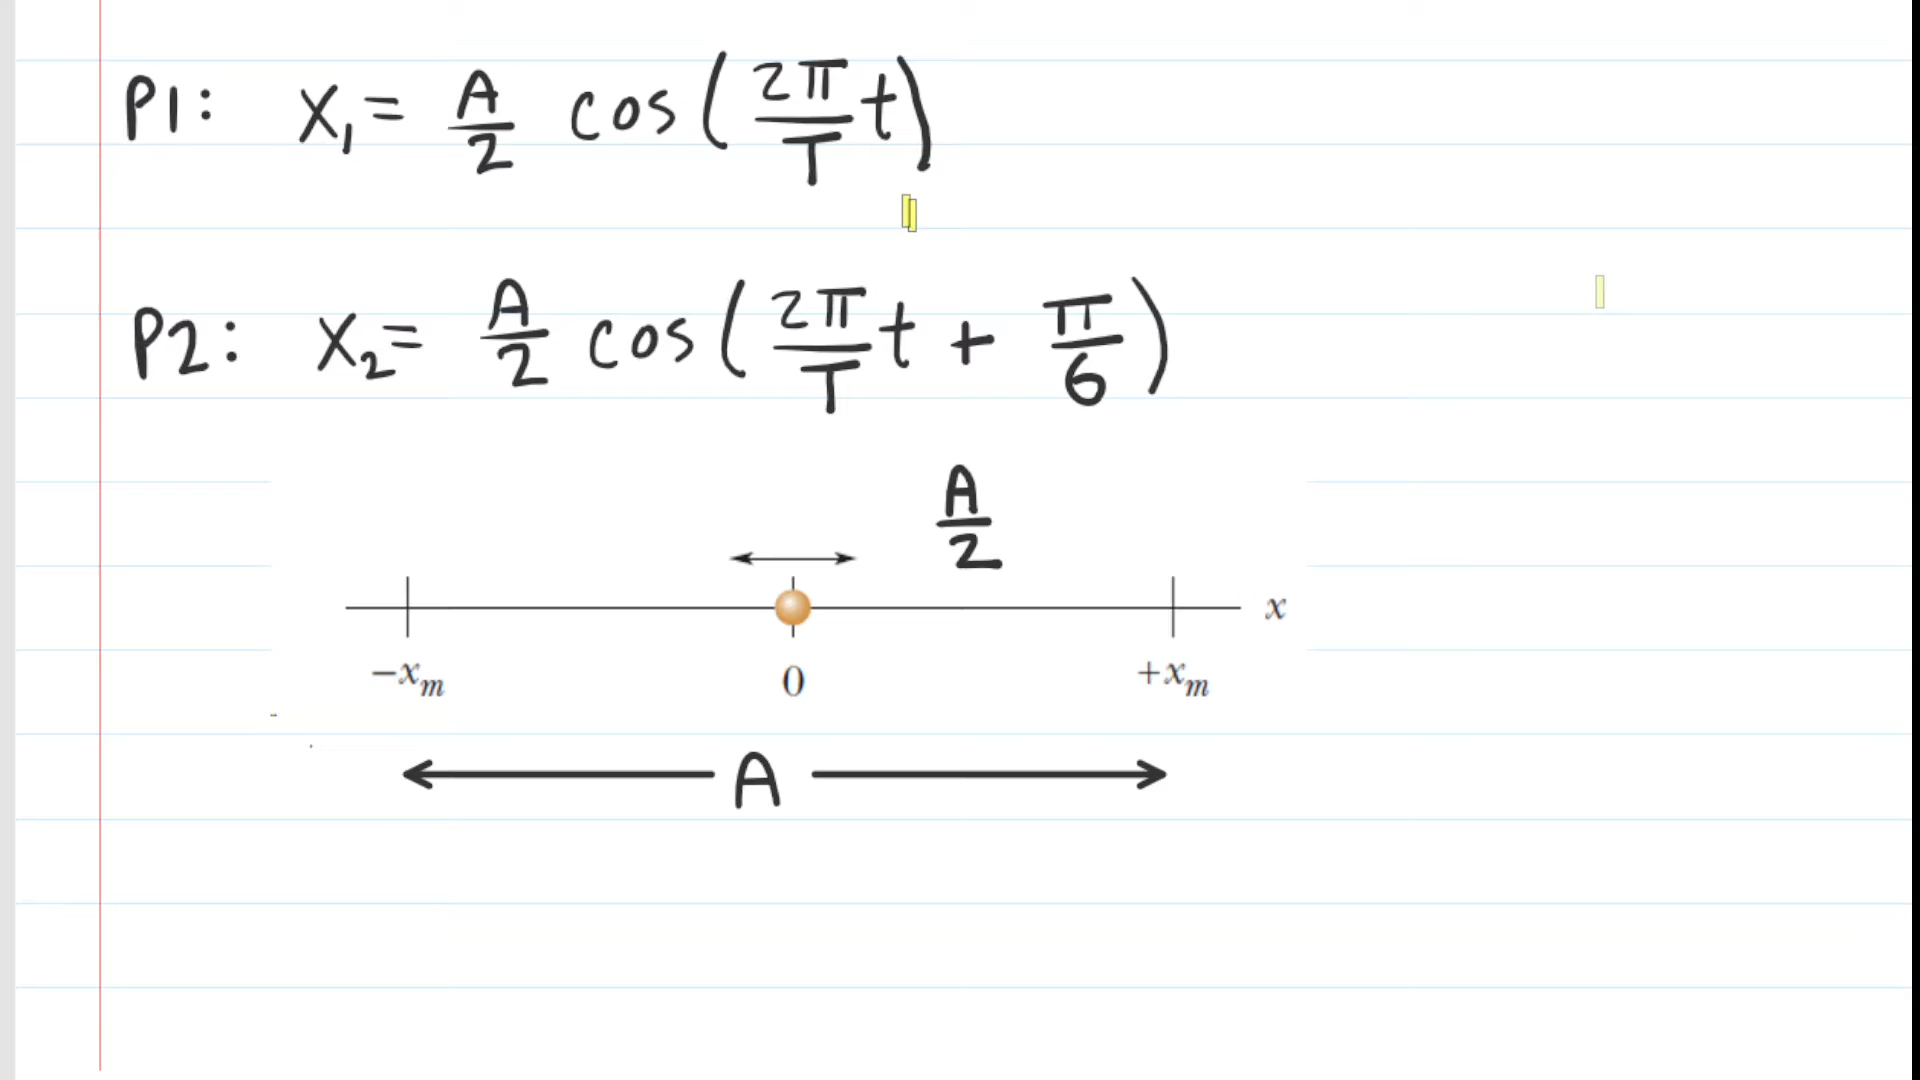 P1: x₁ = A/2 cos(2π/T t)
P2: x₂ = A/2 cos(2π/T t + π/6)
A/2
x
−xₘ 0 +xₘ
A